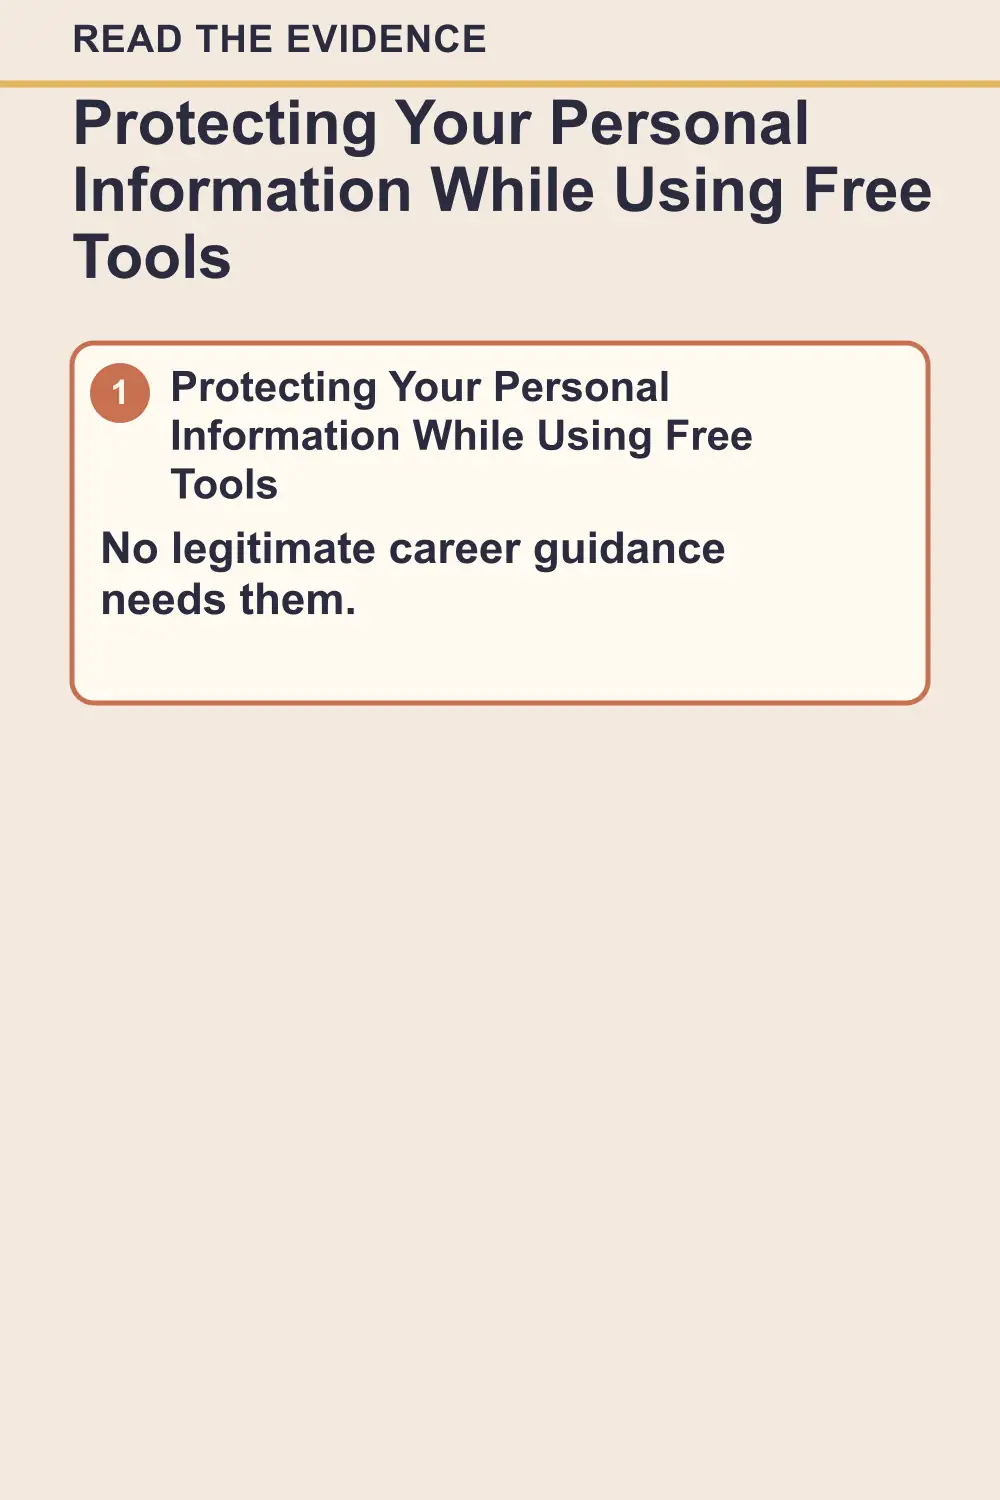 READ THE EVIDENCE
Protecting Your Personal
Information While Using Free
Tools
1
Protecting Your Personal
Information While Using Free
Tools
No legitimate career guidance
needs them.